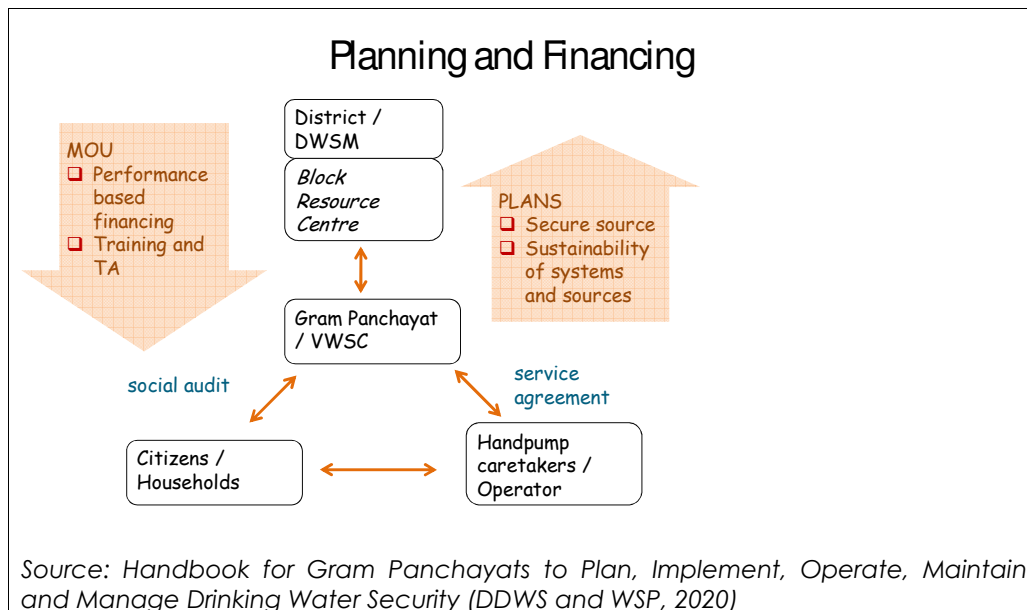 Planning and Financing
District /
DWSM
Block
Resource
Centre
MOU
❑ Performance
based
financing
❑ Training and
TA
PLANS
❑ Secure source
❑ Sustainability
of systems
and sources
Gram Panchayat
/ VWSC
social audit
service
agreement
Citizens /
Households
Handpump
caretakers /
Operator
Source: Handbook for Gram Panchayats to Plan, Implement, Operate, Maintain
and Manage Drinking Water Security (DDWS and WSP, 2020)